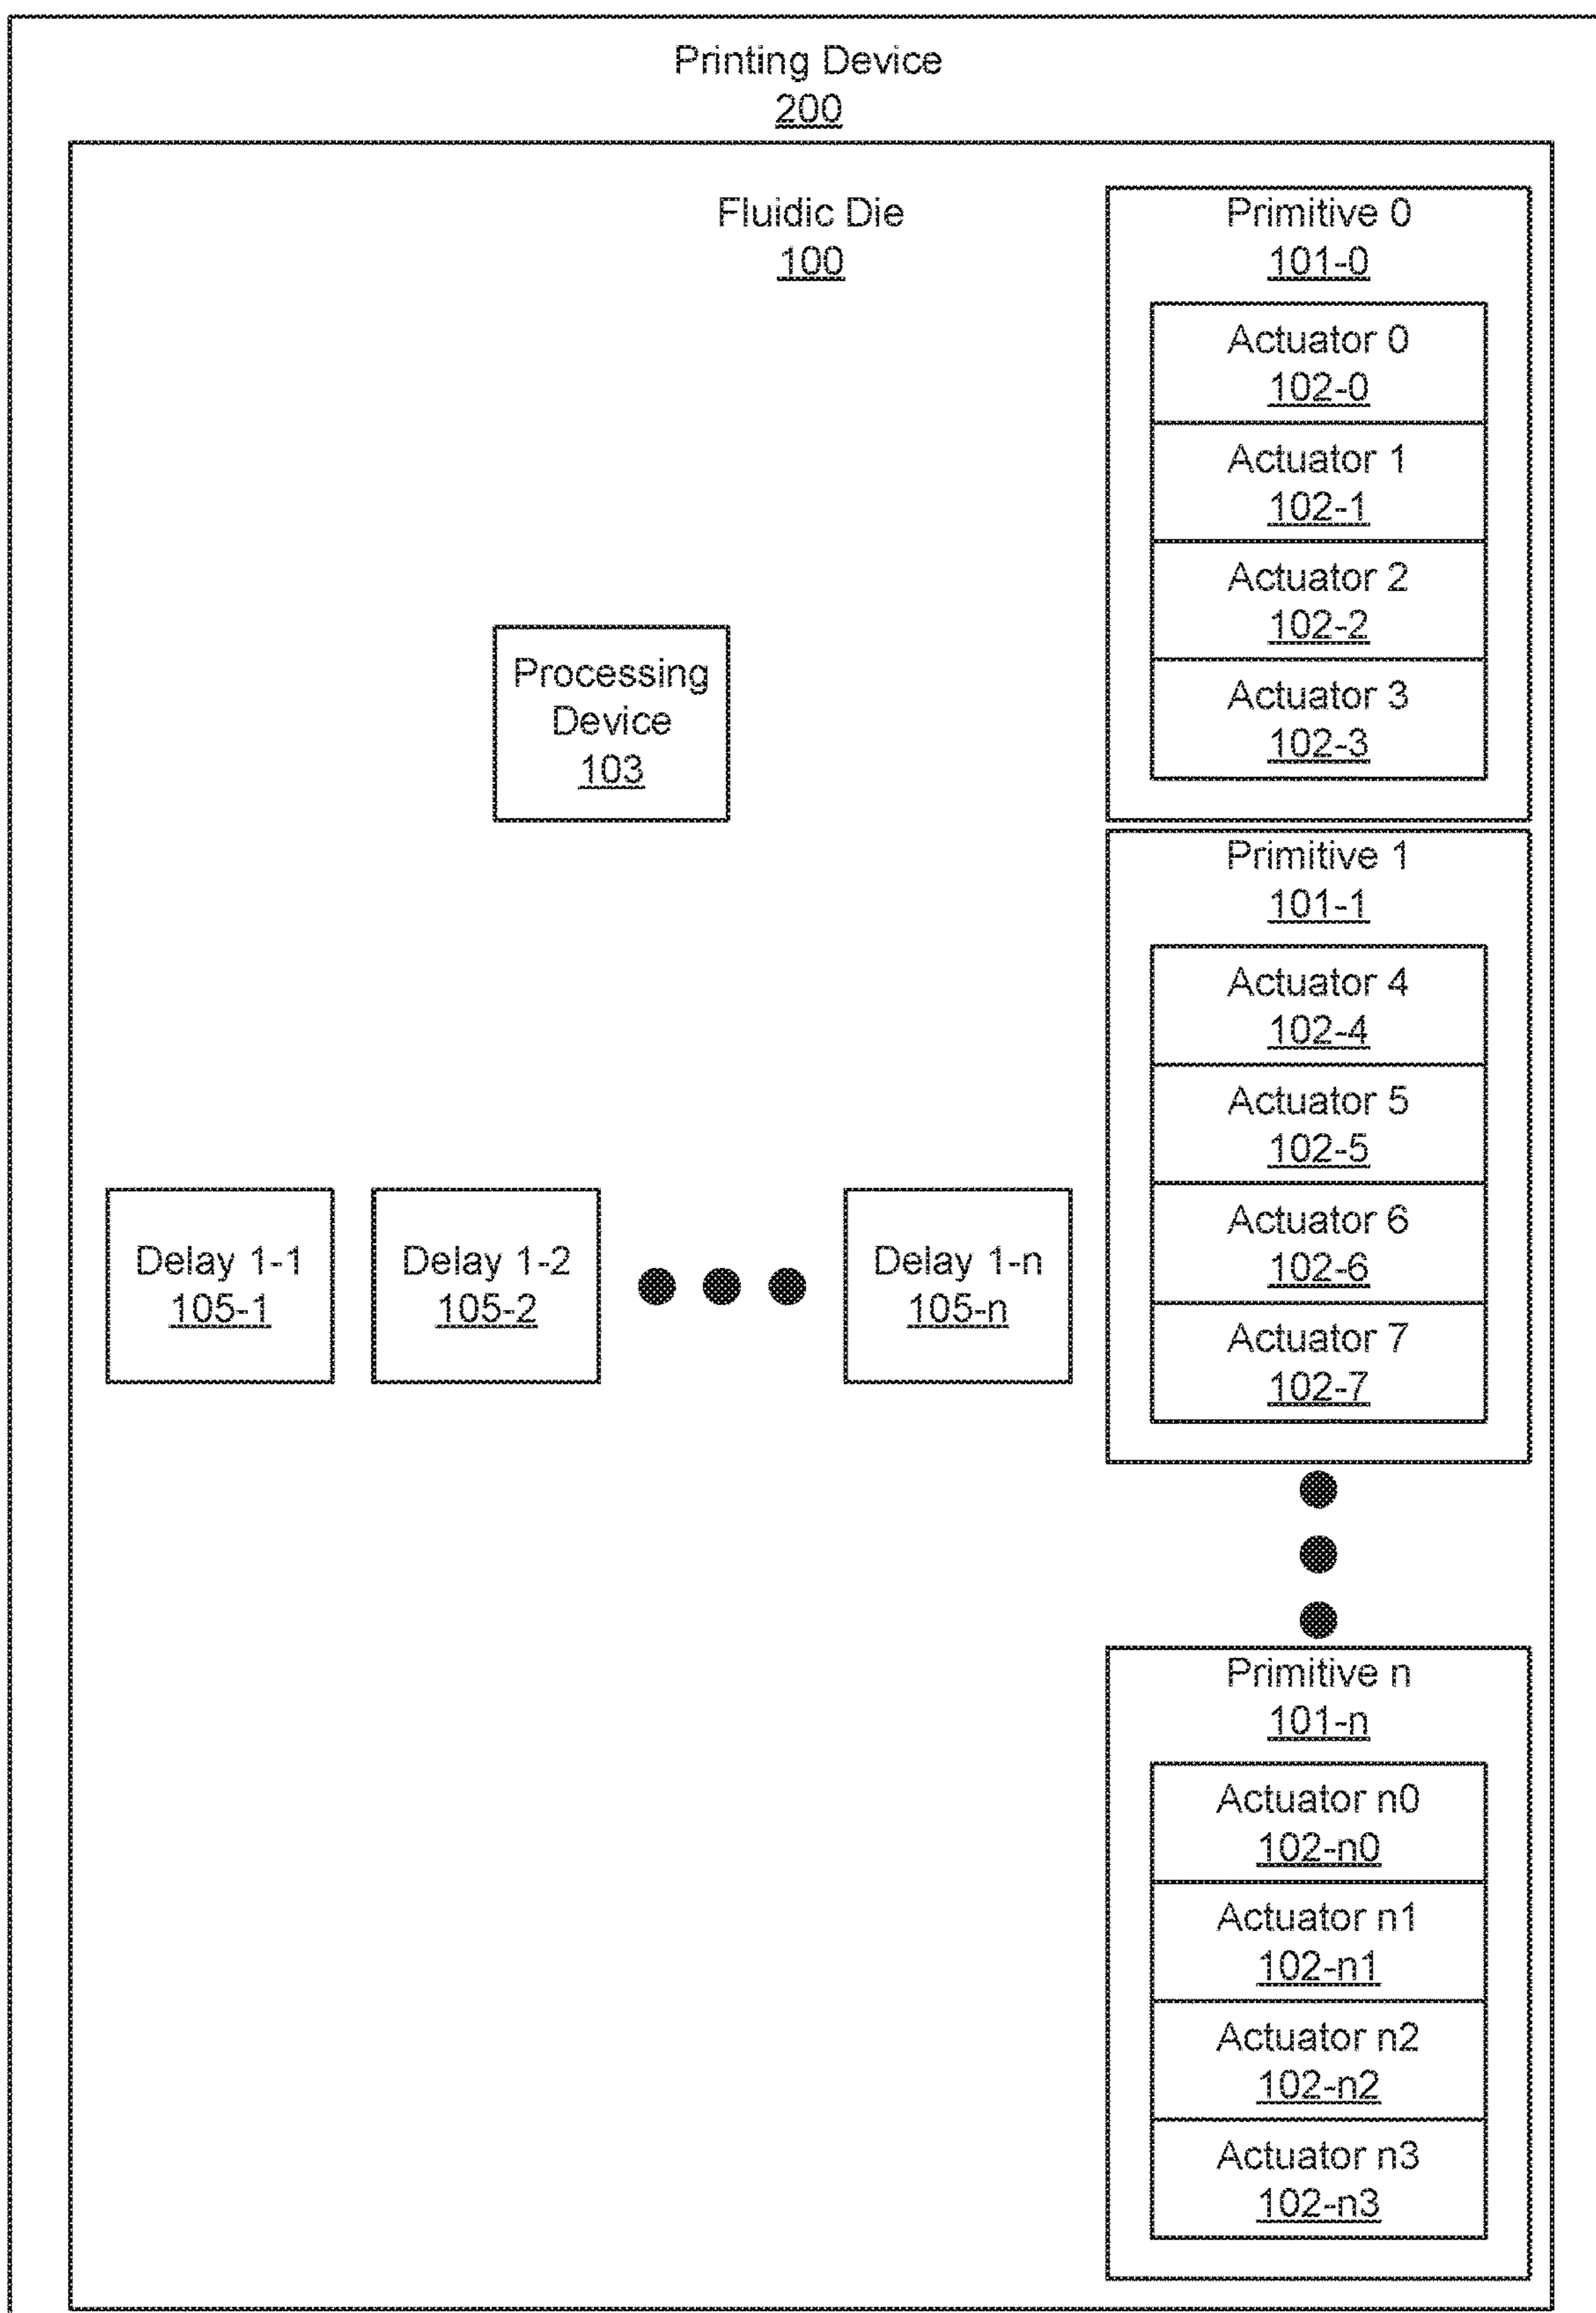 Printing Device
200
Fluidic Die
100
Primitive 0
101-0
Actuator 0
102-0
Actuator 1
102-1
Actuator 2
102-2
Actuator 3
102-3
Processing
Device
103
Primitive 1
101-1
Actuator 4
102-4
Actuator 5
102-5
Actuator 6
102-6
Actuator 7
102-7
Delay 1-1
105-1
Delay 1-2
105-2
Delay 1-n
105-n
Primitive n
101-n
Actuator n0
102-n0
Actuator n1
102-n1
Actuator n2
102-n2
Actuator n3
102-n3